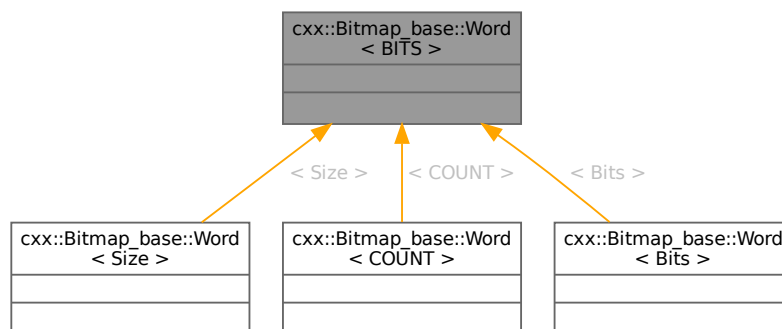 cxx::Bitmap_base::Word
< BITS >
< Size >
< COUNT >
< Bits >
cxx::Bitmap_base::Word
< Size >
cxx::Bitmap_base::Word
< COUNT >
cxx::Bitmap_base::Word
< Bits >